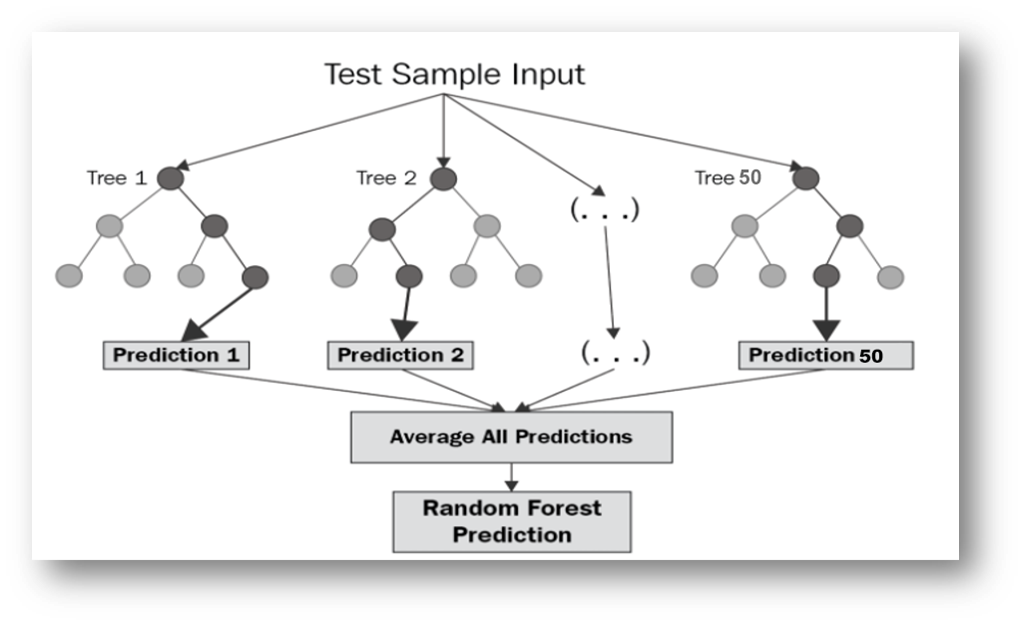 Test Sample Input
Tree 1
Tree 2
Tree 50
(. . .)
Prediction 1
Prediction 2
(. . .)
Prediction 50
Average All Predictions
Random Forest
Prediction